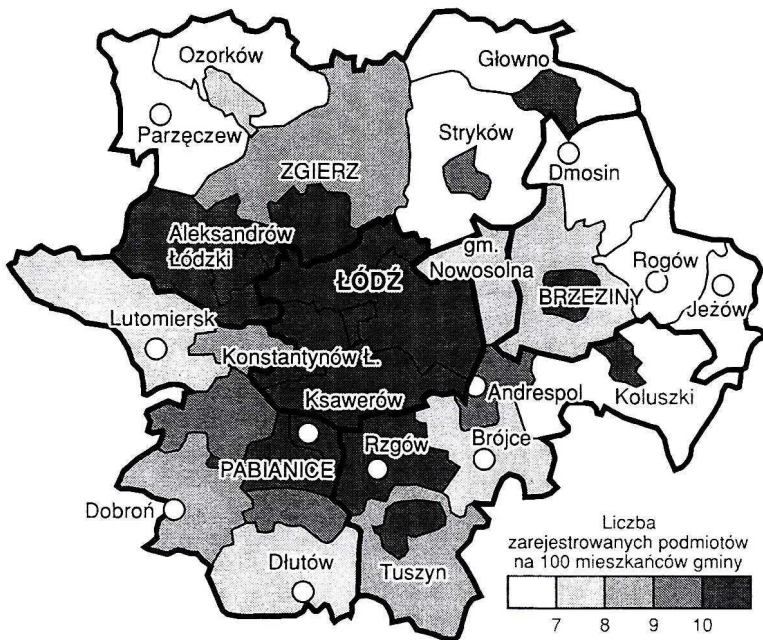 Ozorków
Głowno
Parzęczew
Stryków
Dmosin
ZGIERZ
Aleksandrów
Łódzki
gm.
Nowosolna
ŁÓDŹ
Rogów
BRZEZINY
Jeżów
Lutomiersk
Konstantynów Ł.
Andrespol
Koluszki
Ksawerów
Rzgów
Brójce
PABIANICE
Dobroń
Dłutów
Tuszyn
Liczba
zarejestrowanych podmiotów
na 100 mieszkańców gminy
7 8 9 10